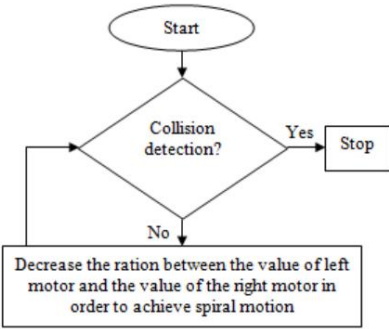 Start
Collision
detection?
Yes
Stop
No
Decrease the ration between the value of left
motor and the value of the right motor in
order to achieve spiral motion